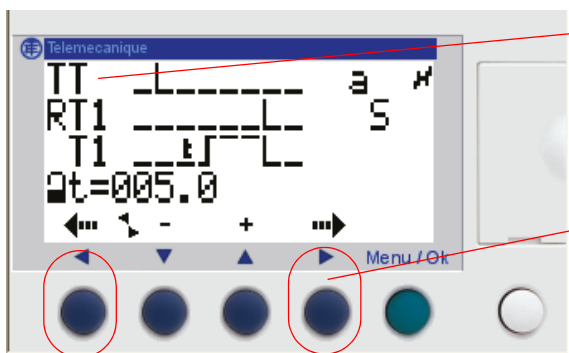 Telemecanique
TT a
RT1 S
T1 t
t=005.0
- +
Menu / Ok